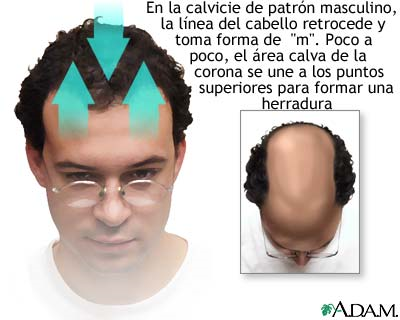 En la calvicie de patrón masculino,
la línea del cabello retrocede y
toma forma de "m". Poco a
poco, el área calva de la
corona se une a los puntos
superiores para formar una
herradura
ADAM.